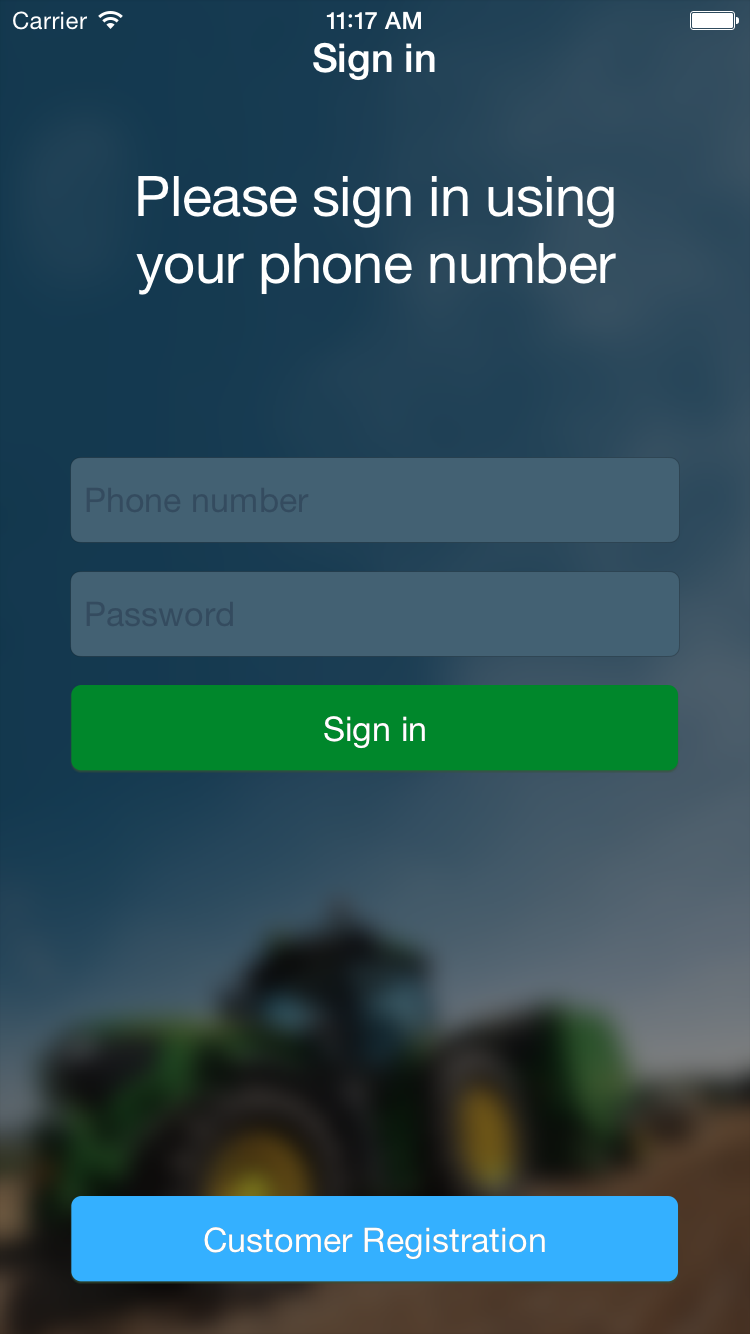 Carrier 11:17 AM
Sign in
Please sign in using
your phone number
Phone number
Password
Sign in
Customer Registration